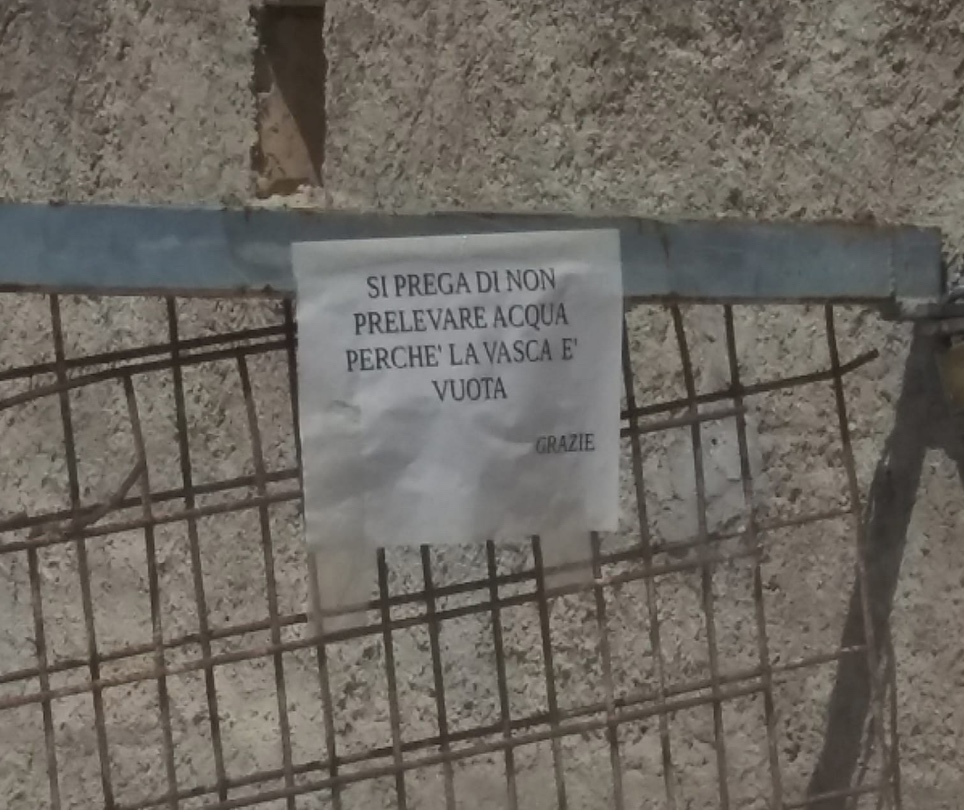 SI PREGA DI NON
PRELEVARE ACQUA
PERCHE' LA VASCA E'
VUOTA
GRAZIE